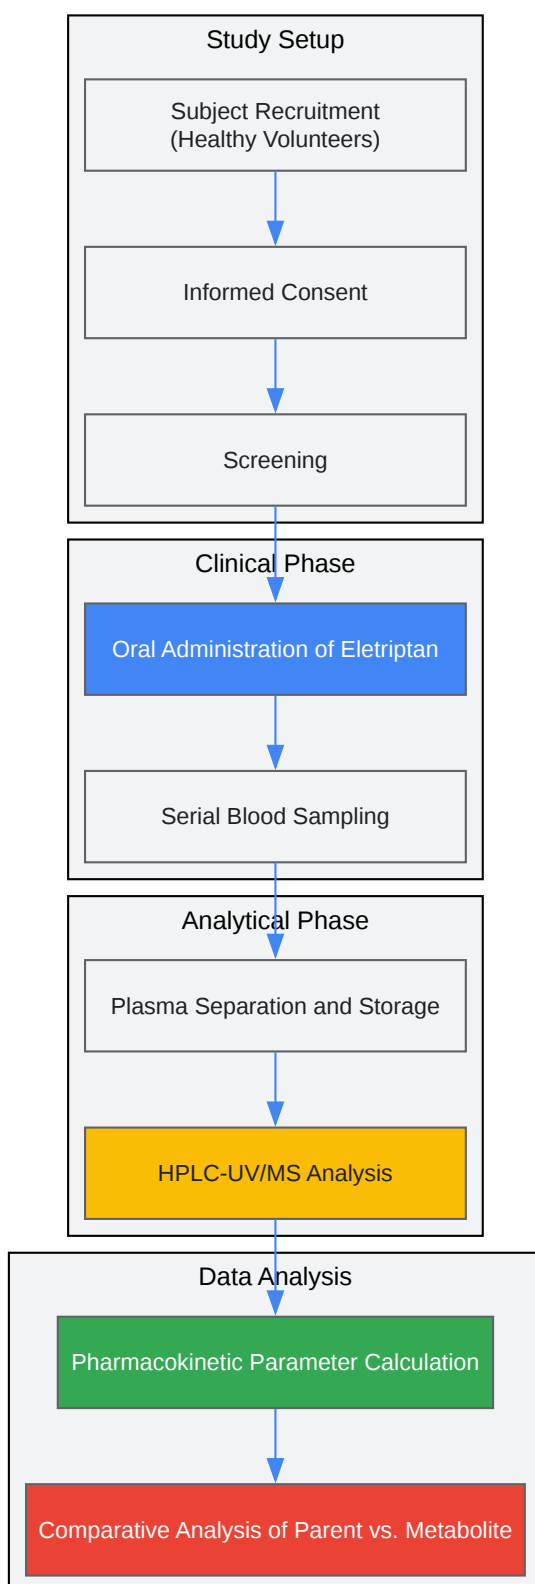 Study Setup
Subject Recruitment
(Healthy Volunteers)
Informed Consent
Screening
Clinical Phase
Oral Administration of Eletriptan
Serial Blood Sampling
Analytical Phase
Plasma Separation and Storage
HPLC-UV/MS Analysis
Data Analysis
Pharmacokinetic Parameter Calculation
Comparative Analysis of Parent vs. Metabolite